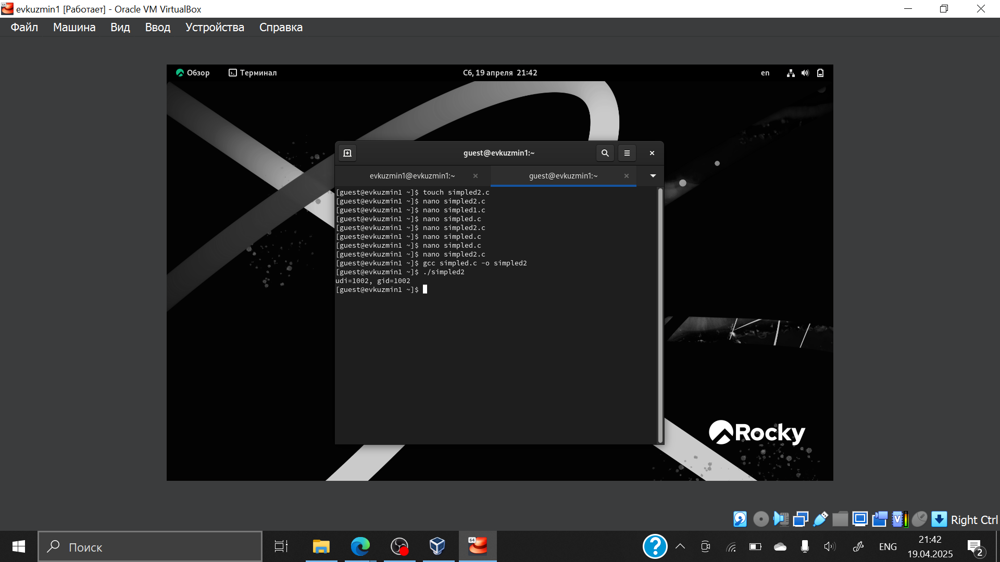 evkuzmin1 [Работает] - Oracle VM VirtualBox
Файл Машина Вид Ввод Устройства Справка
Обзор Терминал Сб, 19 апреля 21:42 en
guest@evkuzmin1:~
evkuzmin1@evkuzmin1:~ guest@evkuzmin1:~
[guest@evkuzmin1 ~]$ touch simpled2.c
[guest@evkuzmin1 ~]$ nano simpled2.c
[guest@evkuzmin1 ~]$ nano simpled1.c
[guest@evkuzmin1 ~]$ nano simpled.c
[guest@evkuzmin1 ~]$ nano simpled2.c
[guest@evkuzmin1 ~]$ nano simpled.c
[guest@evkuzmin1 ~]$ nano simpled.c
[guest@evkuzmin1 ~]$ nano simpled2.c
[guest@evkuzmin1 ~]$ gcc simpled.c -o simpled2
[guest@evkuzmin1 ~]$ ./simpled2
udi=1002, gid=1002
[guest@evkuzmin1 ~]$
Rocky
Right Ctrl
Поиск
64
ENG
21:42
19.04.2025
2